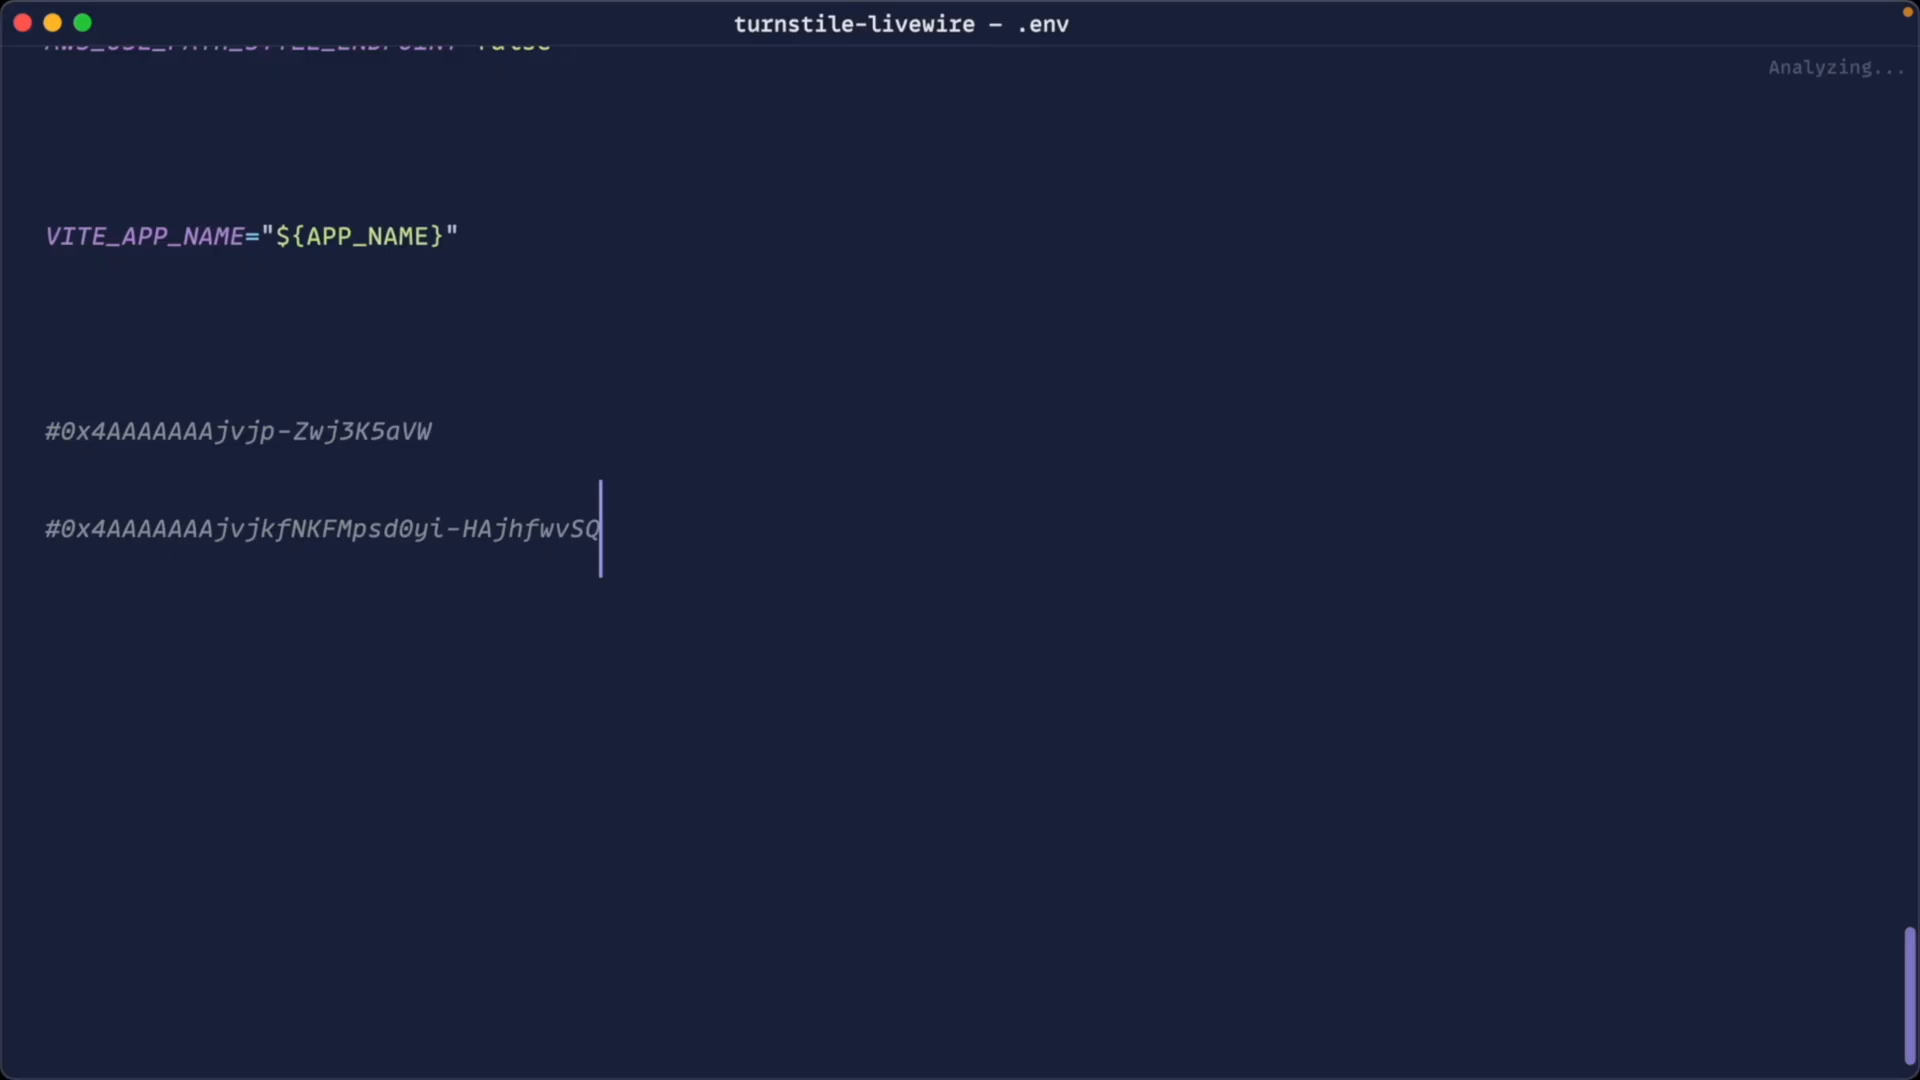 turnstile-livewire – .env
Analyzing...
VITE_APP_NAME="${APP_NAME}"
#0x4AAAAAAAjvjp-Zwj3K5aVW
#0x4AAAAAAAjvjkfNKFMpsd0yi-HAjhfwvSQ